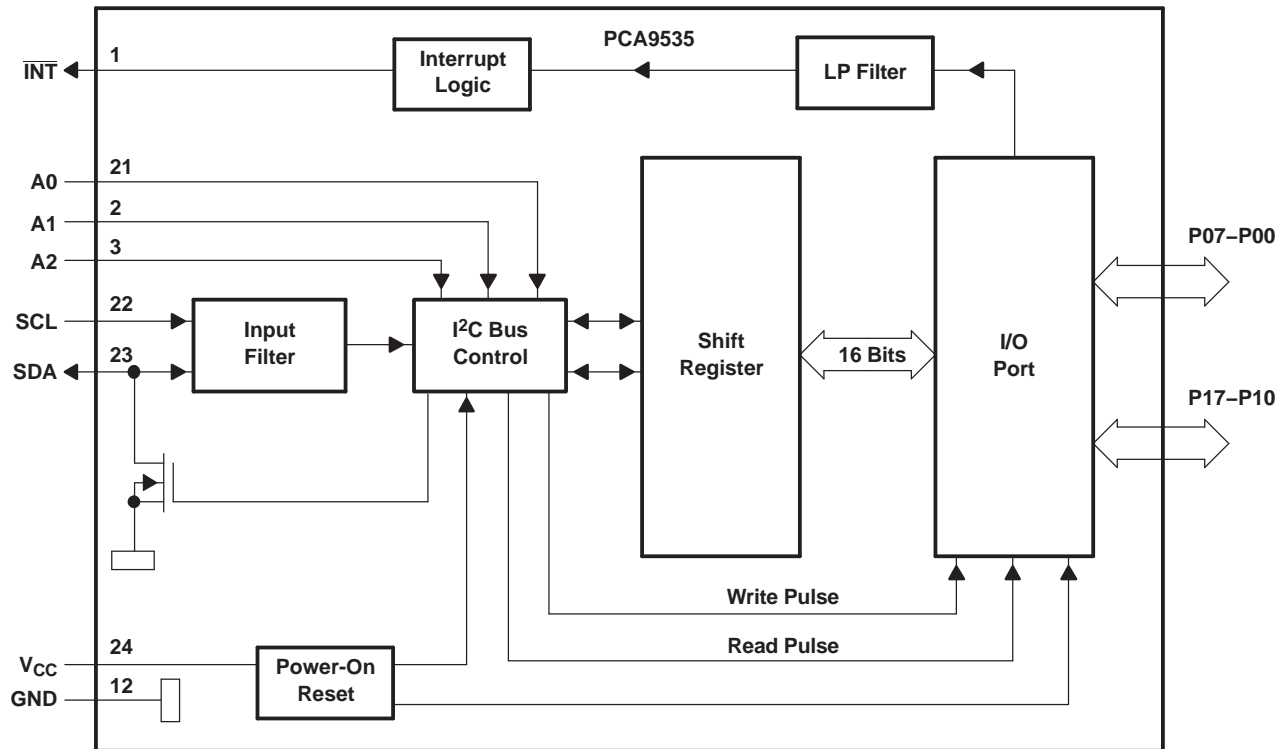 PCA9535
1
INT
Interrupt
Logic
LP Filter
21
A0
2
A1
3
A2
22
SCL
23
SDA
Input
Filter
I²C Bus
Control
Shift
Register
16 Bits
I/O
Port
P07–P00
P17–P10
Write Pulse
Read Pulse
24
VCC
12
GND
Power-On
Reset